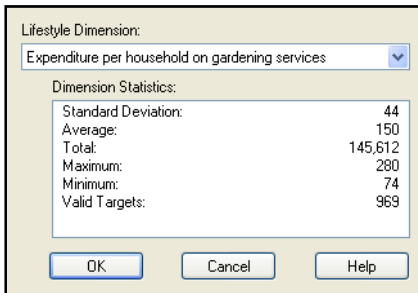 Lifestyle Dimension:
Expenditure per household on gardening services
Dimension Statistics:
Standard Deviation: 44
Average: 150
Total: 145,612
Maximum: 280
Minimum: 74
Valid Targets: 969
OK Cancel Help